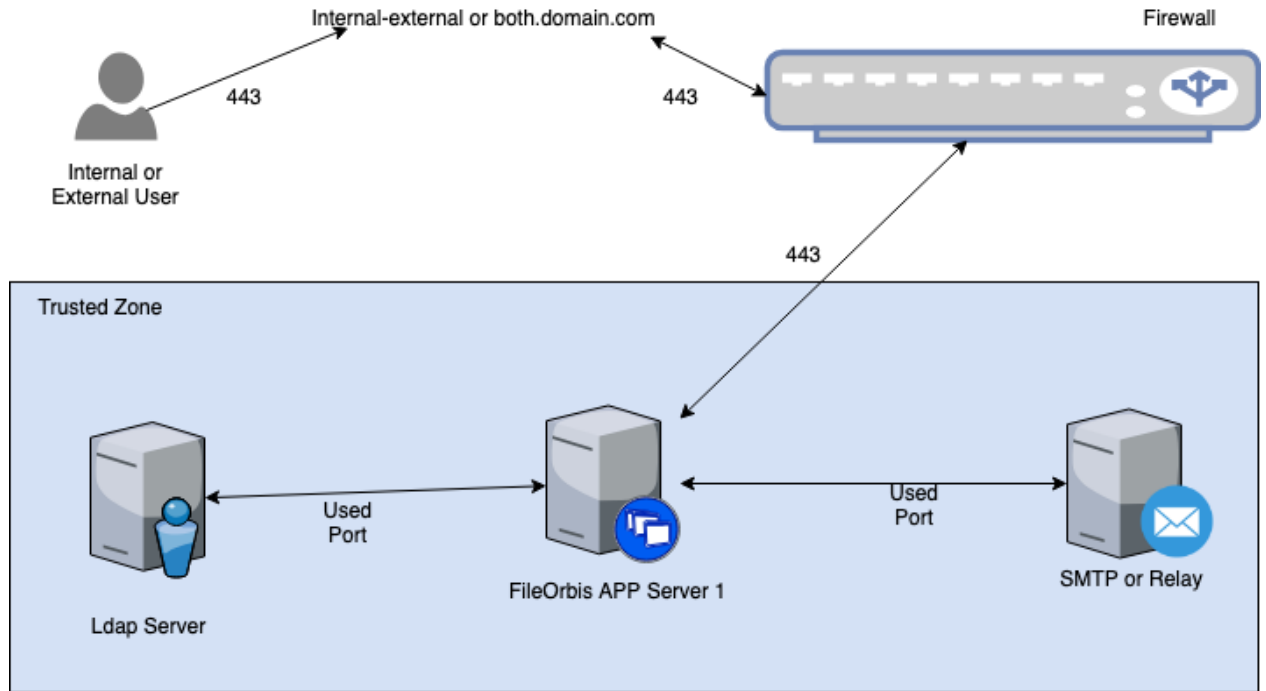 Internal-external or both.domain.com
Firewall
443
443
Internal or
External User
443
Trusted Zone
Used
Port
Used
Port
FileOrbis APP Server 1
SMTP or Relay
Ldap Server